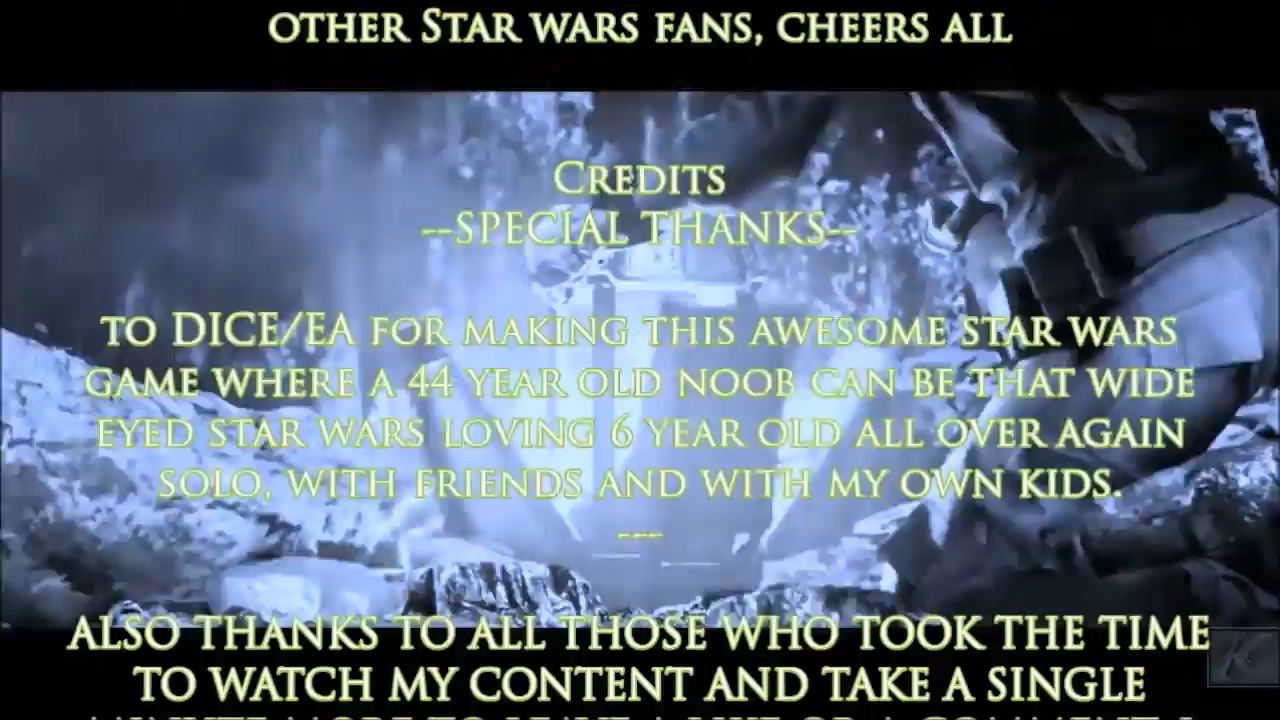 OTHER STAR WARS FANS, CHEERS ALL
CREDITS
--SPECIAL THANKS--
TO DICE/EA FOR MAKING THIS AWESOME STAR WARS
GAME WHERE A 44 YEAR OLD NOOB CAN BE THAT WIDE
EYED STAR WARS LOVING 6 YEAR OLD ALL OVER AGAIN
SOLO, WITH FRIENDS AND WITH MY OWN KIDS.
---
ALSO THANKS TO ALL THOSE WHO TOOK THE TIME
TO WATCH MY CONTENT AND TAKE A SINGLE